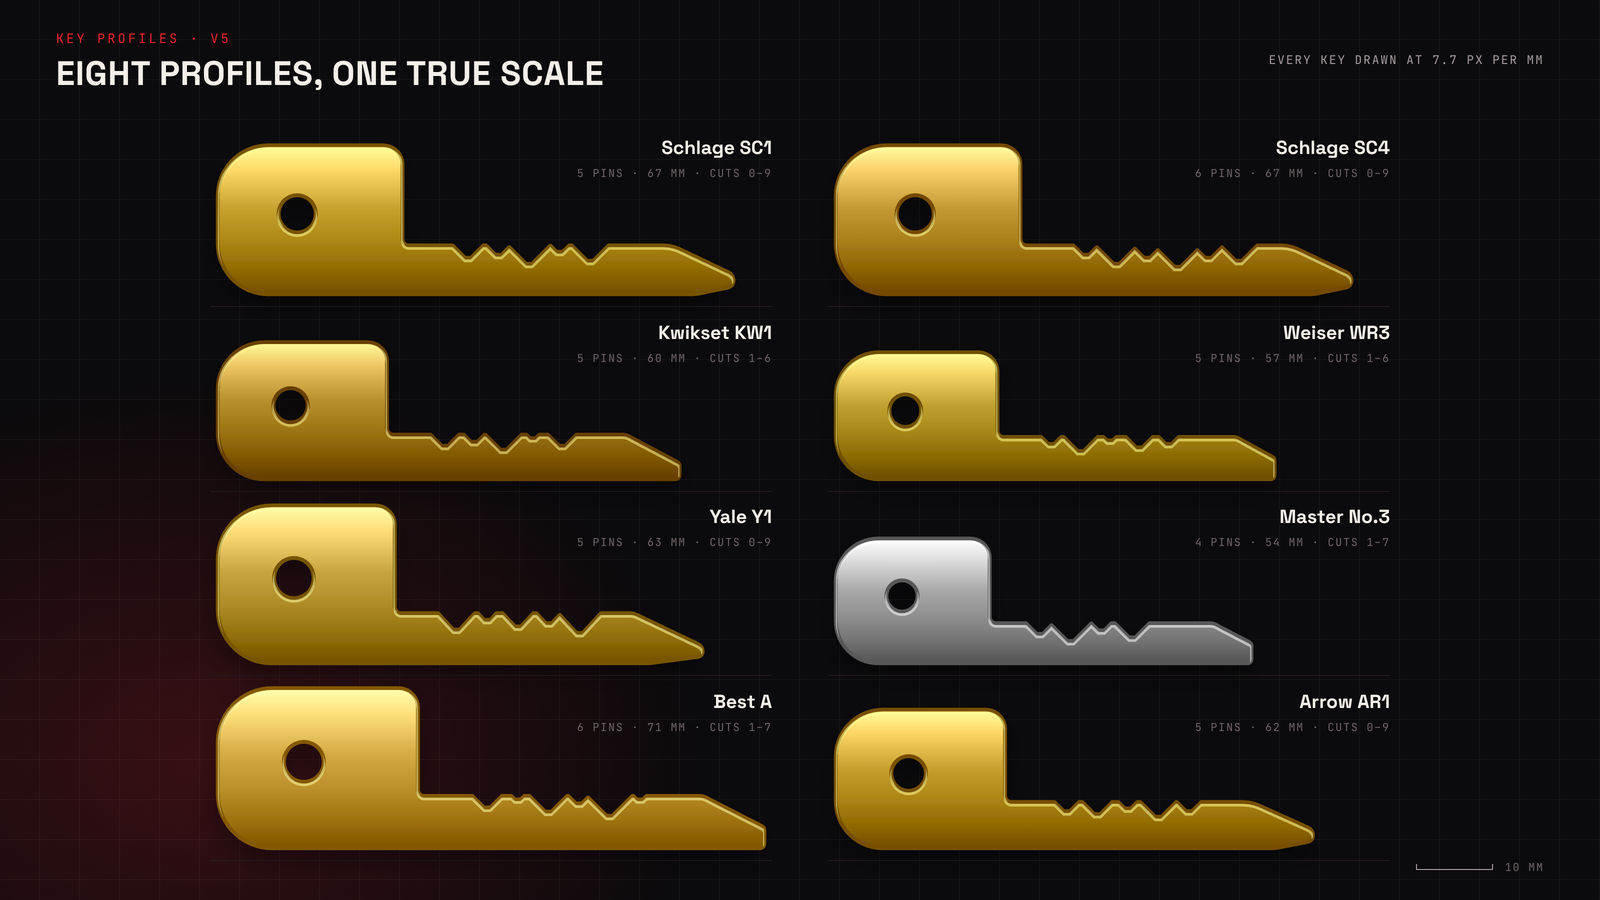 KEY PROFILES · V5
EIGHT PROFILES, ONE TRUE SCALE
EVERY KEY DRAWN AT 7.7 PX PER MM
Schlage SC1
5 PINS · 67 MM · CUTS 0–9
Schlage SC4
6 PINS · 67 MM · CUTS 0–9
Kwikset KW1
5 PINS · 60 MM · CUTS 1–6
Weiser WR3
5 PINS · 57 MM · CUTS 1–6
Yale Y1
5 PINS · 63 MM · CUTS 0–9
Master No.3
4 PINS · 54 MM · CUTS 1–7
Best A
6 PINS · 71 MM · CUTS 1–7
Arrow AR1
5 PINS · 62 MM · CUTS 0–9
10 MM